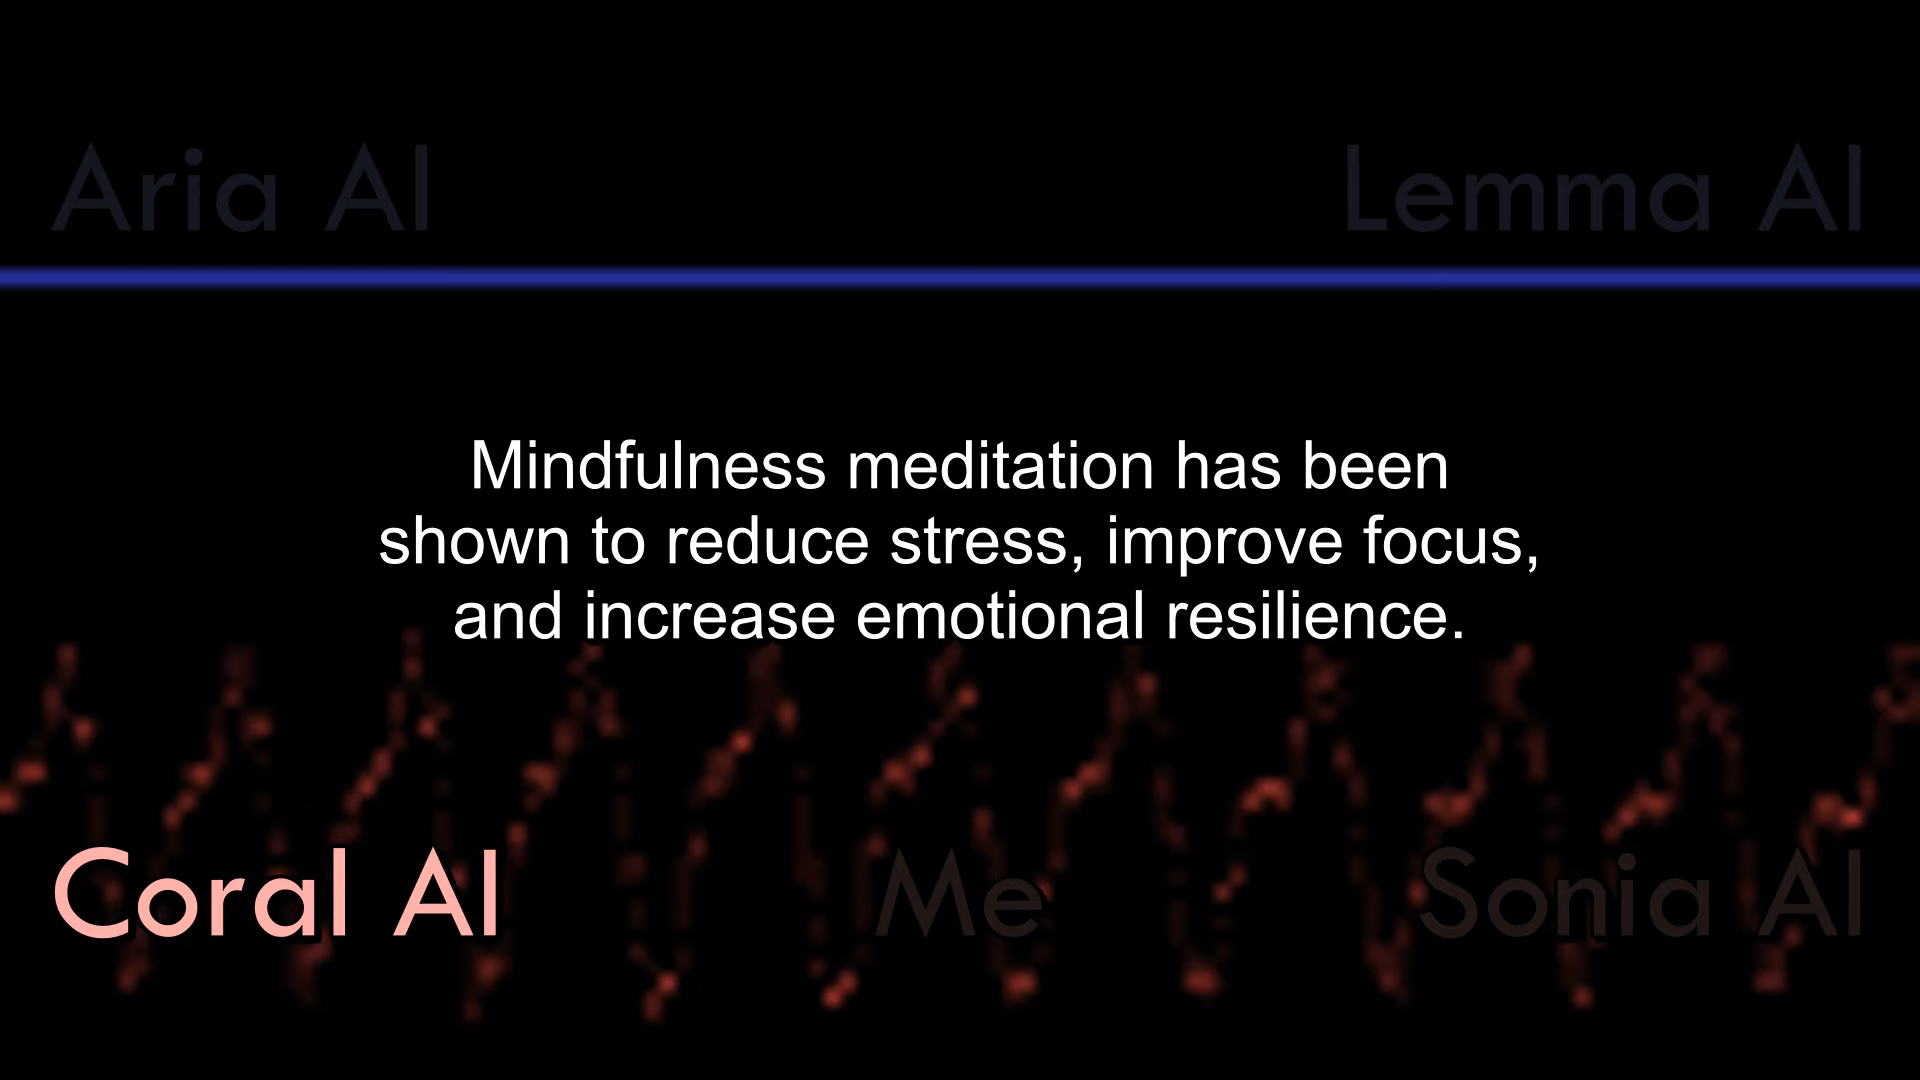 Aria AI
Lemma AI
Mindfulness meditation has been
shown to reduce stress, improve focus,
and increase emotional resilience.
Coral AI
Me
Sonia AI